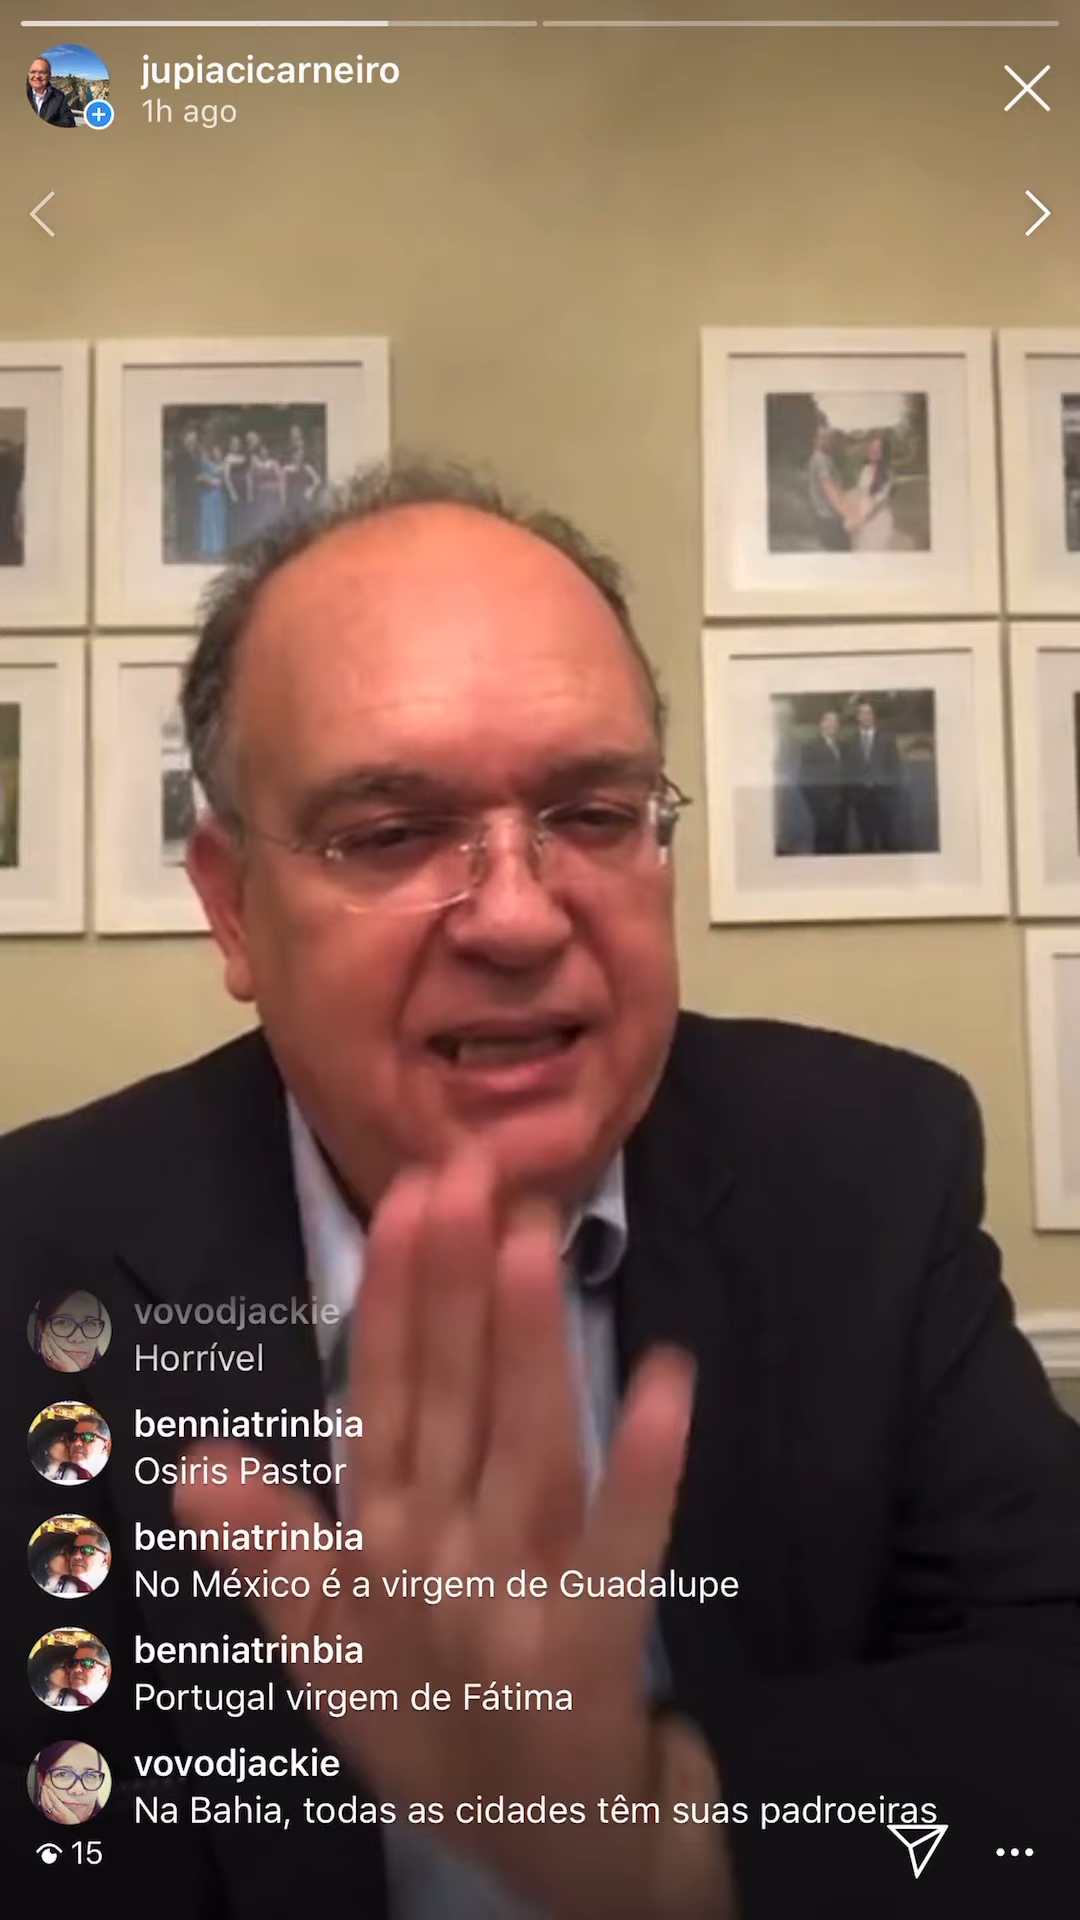 jupiacicarneiro
1h ago
vovodjackie
Horrível
benniatrinbia
Osiris Pastor
benniatrinbia
No México é a virgem de Guadalupe
benniatrinbia
Portugal virgem de Fátima
vovodjackie
Na Bahia, todas as cidades têm suas padroeiras
15